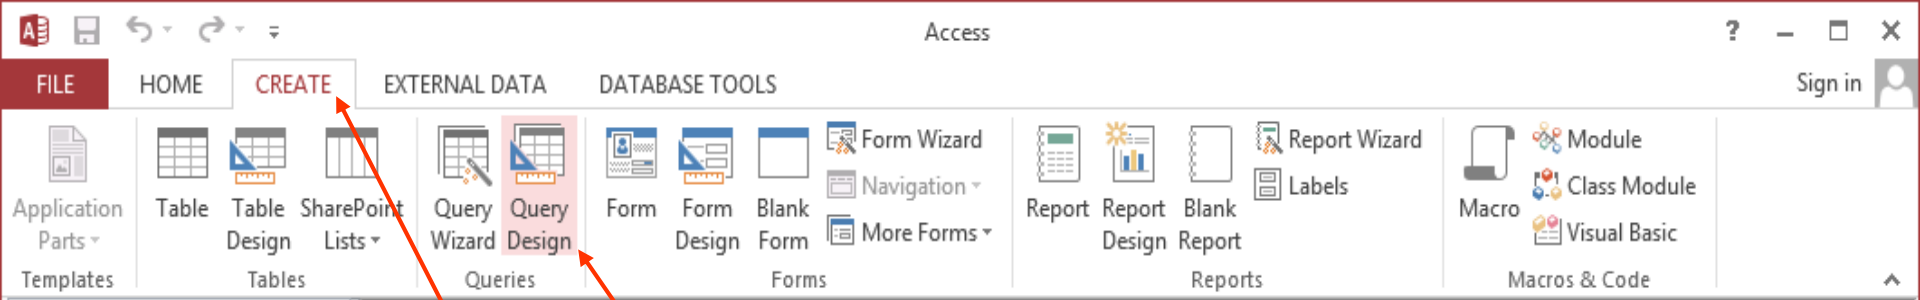 Access
?
FILE HOME CREATE EXTERNAL DATA DATABASE TOOLS Sign in
Application Parts
Table
Table Design
SharePoint Lists
Query Wizard
Query Design
Form
Form Design
Blank Form
Form Wizard
Navigation
More Forms
Report
Report Design
Blank Report
Report Wizard
Labels
Macro
Module
Class Module
Visual Basic
Templates Tables Queries Forms Reports Macros & Code